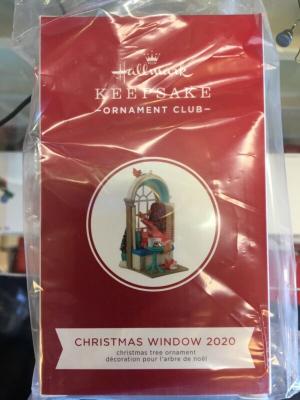 Hallmark
KEEPSAKE
—ORNAMENT CLUB—
CHRISTMAS WINDOW 2020
christmas tree ornament
décoration pour l'arbre de noël